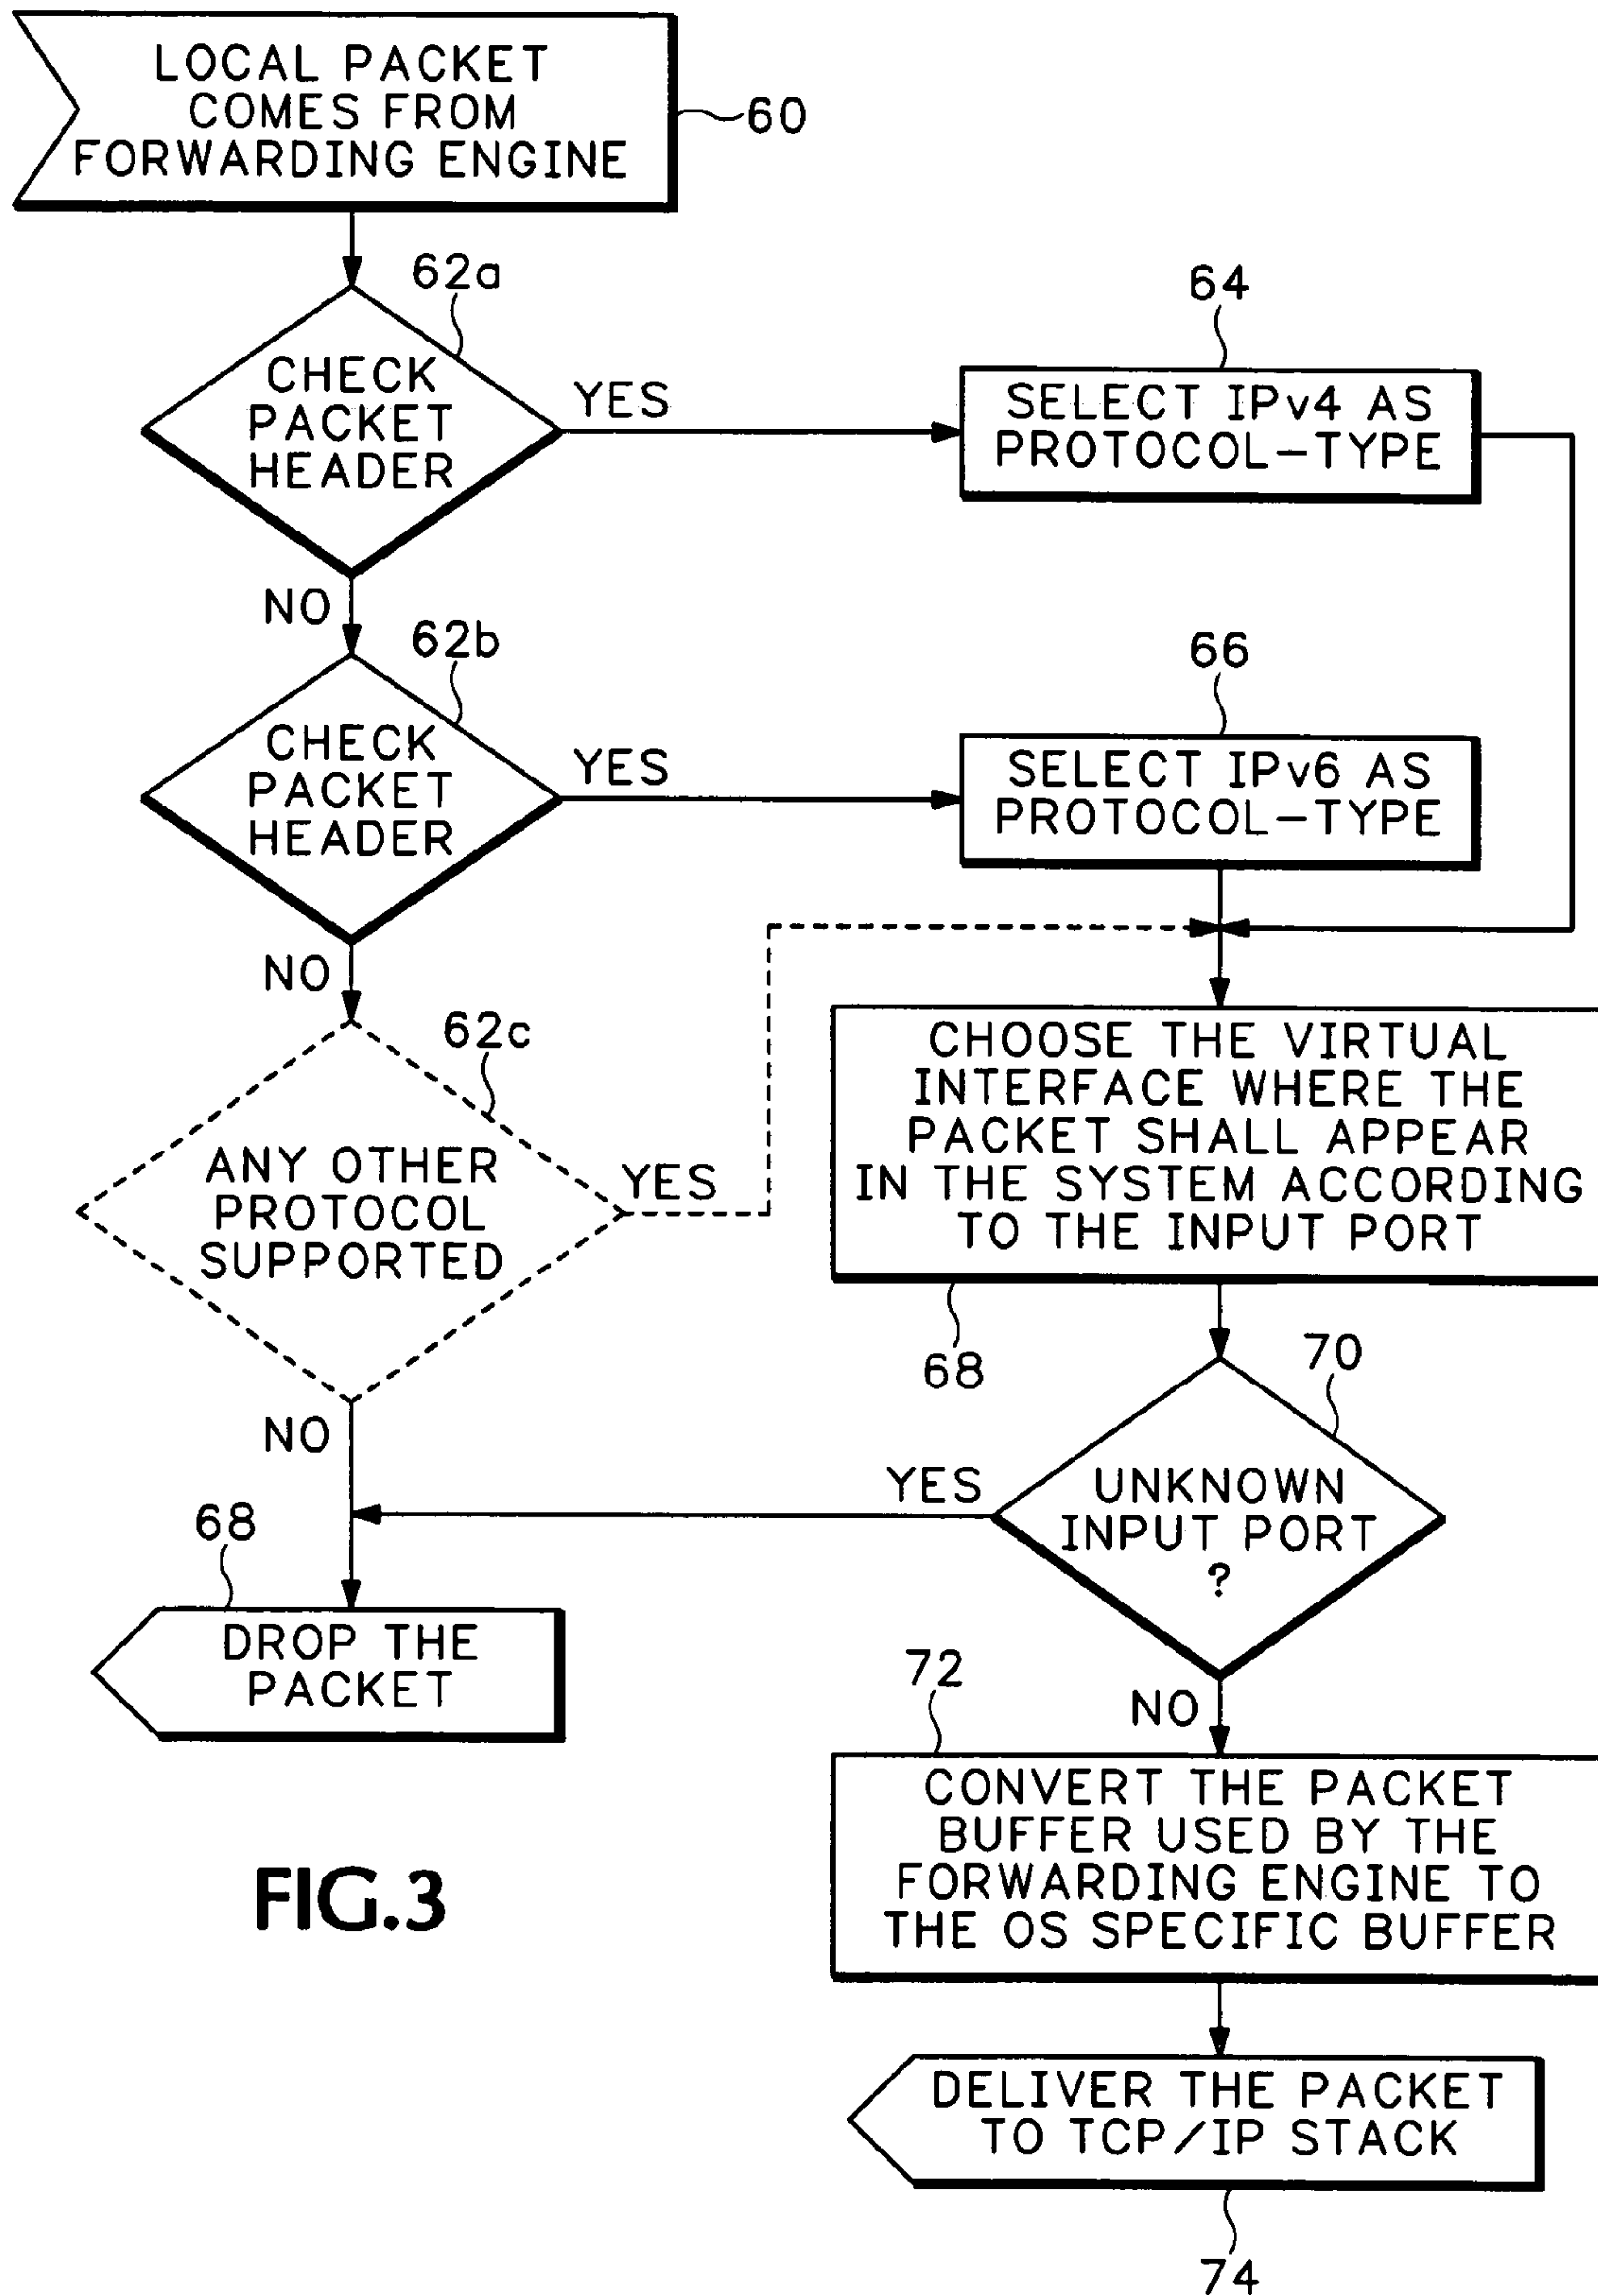 LOCAL PACKET
COMES FROM
FORWARDING ENGINE
60
62a
CHECK
PACKET
HEADER
YES
NO
64
SELECT IPv4 AS
PROTOCOL-TYPE
62b
CHECK
PACKET
HEADER
YES
NO
66
SELECT IPv6 AS
PROTOCOL-TYPE
62c
ANY OTHER
PROTOCOL
SUPPORTED
YES
NO
CHOOSE THE VIRTUAL
INTERFACE WHERE THE
PACKET SHALL APPEAR
IN THE SYSTEM ACCORDING
TO THE INPUT PORT
68
70
UNKNOWN
INPUT PORT
?
YES
NO
68
DROP THE
PACKET
72
CONVERT THE PACKET
BUFFER USED BY THE
FORWARDING ENGINE TO
THE OS SPECIFIC BUFFER
DELIVER THE PACKET
TO TCP/IP STACK
74
FIG.3